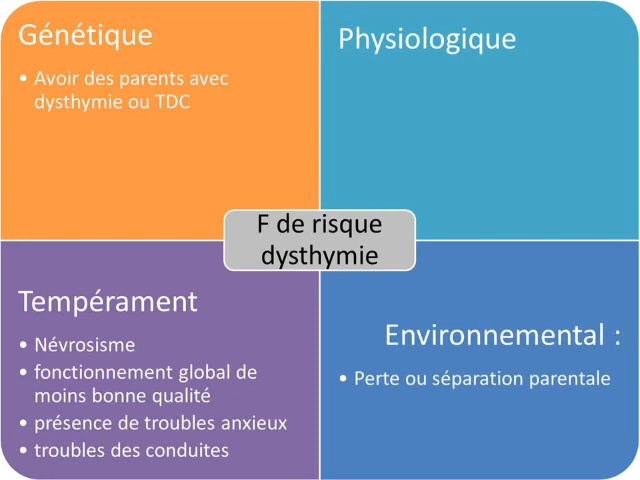 Génétique
• Avoir des parents avec
dysthymie ou TDC
Physiologique
F de risque
dysthymie
Tempérament
• Névrosisme
• fonctionnement global de
moins bonne qualité
• présence de troubles anxieux
• troubles des conduites
Environnemental :
• Perte ou séparation parentale